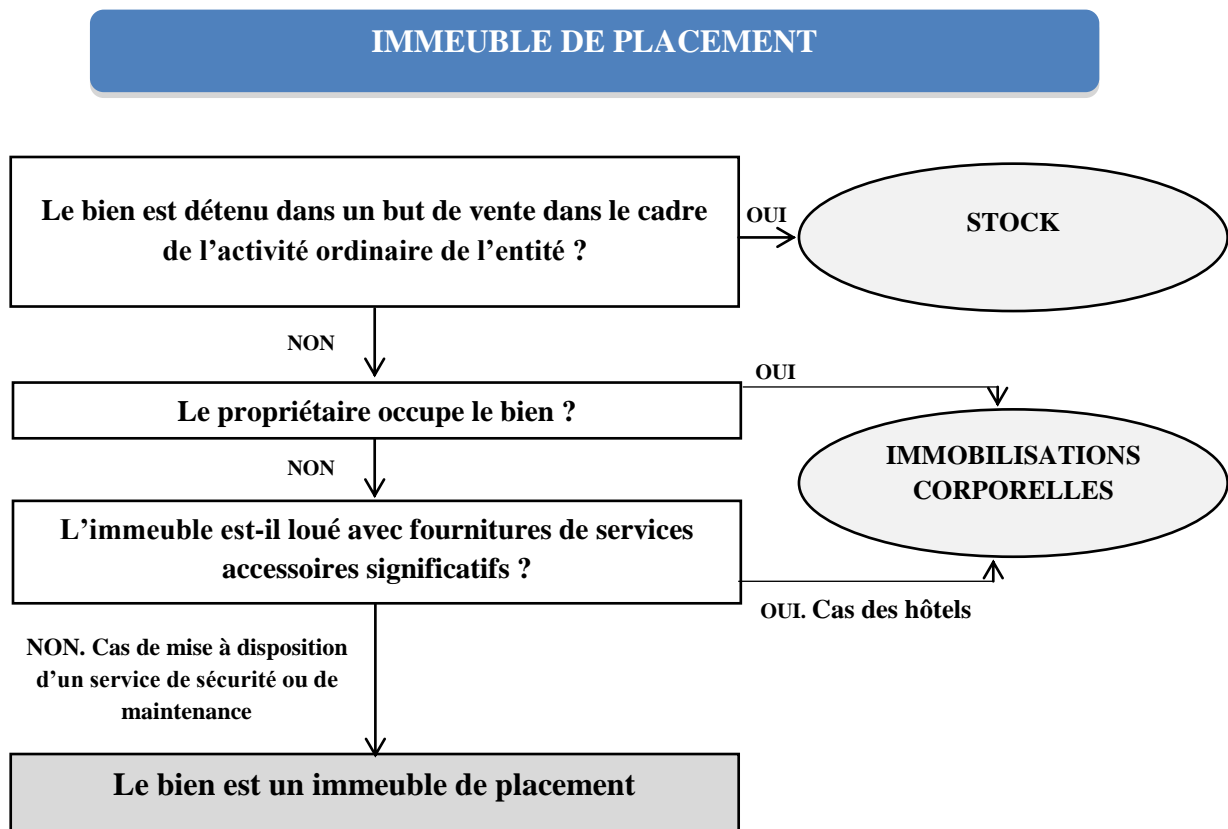 IMMEUBLE DE PLACEMENT
Le bien est détenu dans un but de vente dans le cadre
de l’activité ordinaire de l’entité ?
OUI
STOCK
NON
OUI
Le propriétaire occupe le bien ?
IMMOBILISATIONS
CORPORELLES
NON
L’immeuble est-il loué avec fournitures de services
accessoires significatifs ?
OUI. Cas des hôtels
NON. Cas de mise à disposition
d’un service de sécurité ou de
maintenance
Le bien est un immeuble de placement